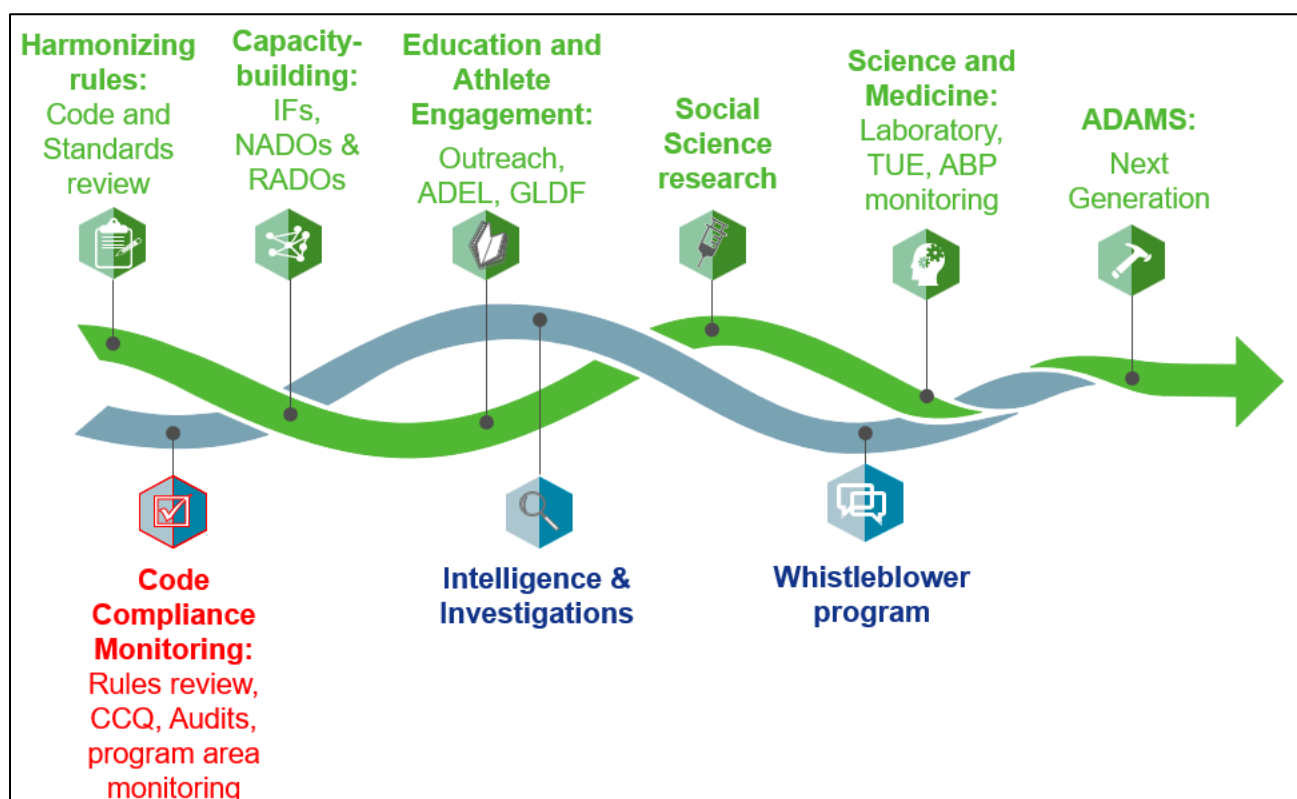 Harmonizing
rules:
Code and
Standards
review
Capacity-
building:
IFs,
NADOs &
RADOs
Education and
Athlete
Engagement:
Outreach,
ADEL, GLDF
Social
Science
research
Science and
Medicine:
Laboratory,
TUE, ABP
monitoring
ADAMS:
Next
Generation
Code
Compliance
Monitoring:
Rules review,
CCQ, Audits,
program area
monitoring
Intelligence &
Investigations
Whistleblower
program